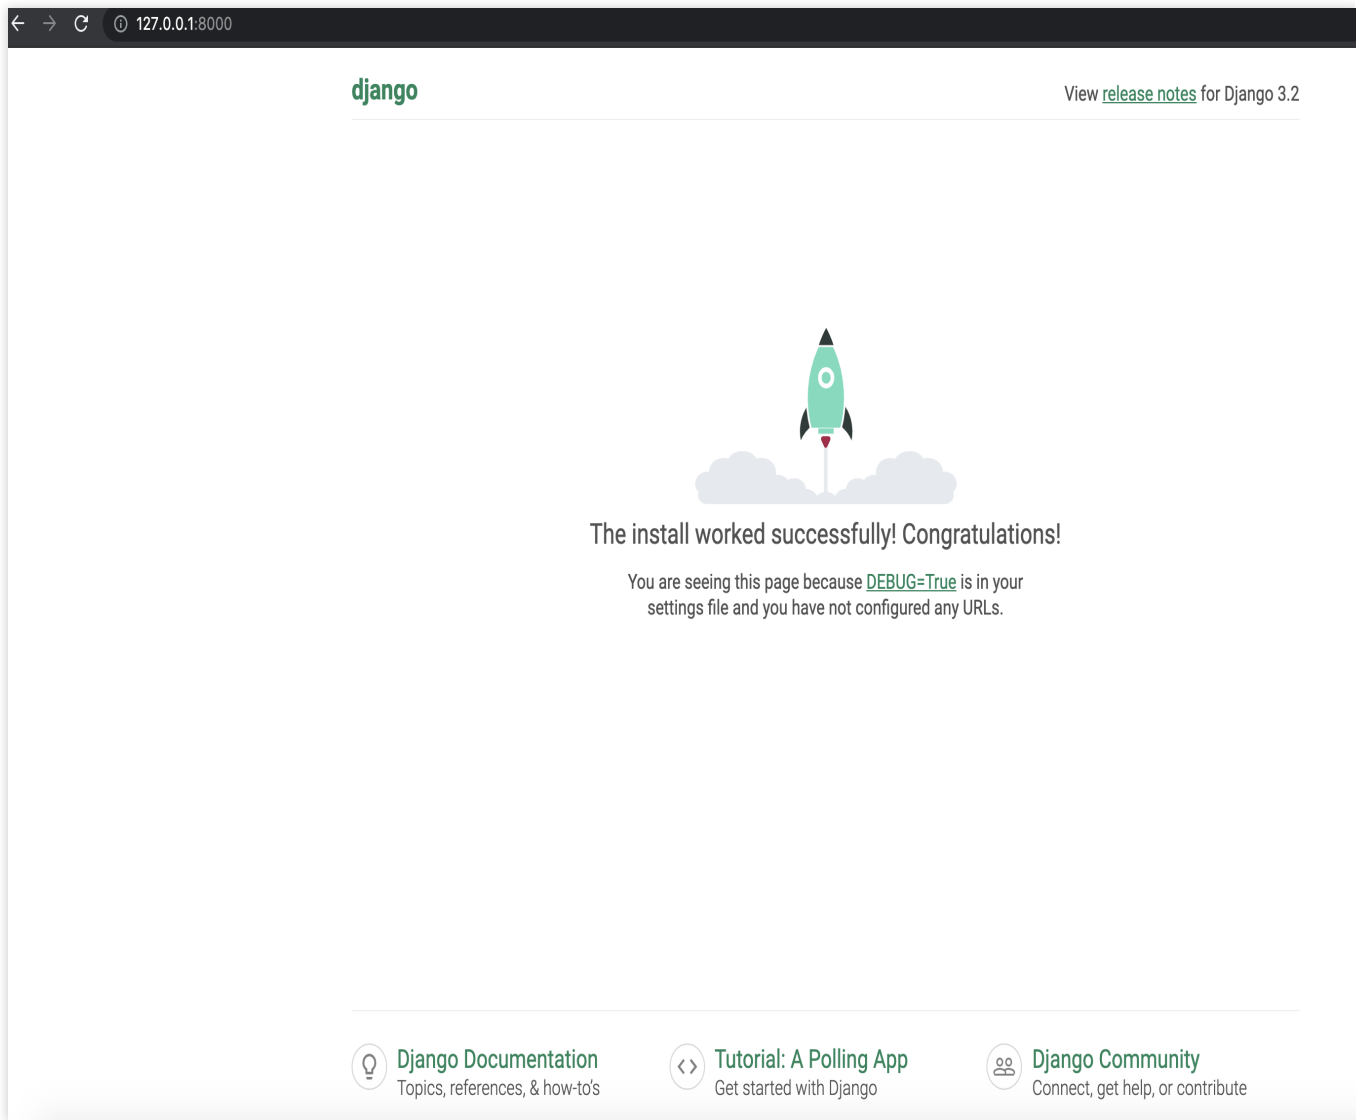 127.0.0.1:8000
django
View release notes for Django 3.2
The install worked successfully! Congratulations!
You are seeing this page because DEBUG=True is in your
settings file and you have not configured any URLs.
Django Documentation
Topics, references, & how-to's
Tutorial: A Polling App
Get started with Django
Django Community
Connect, get help, or contribute